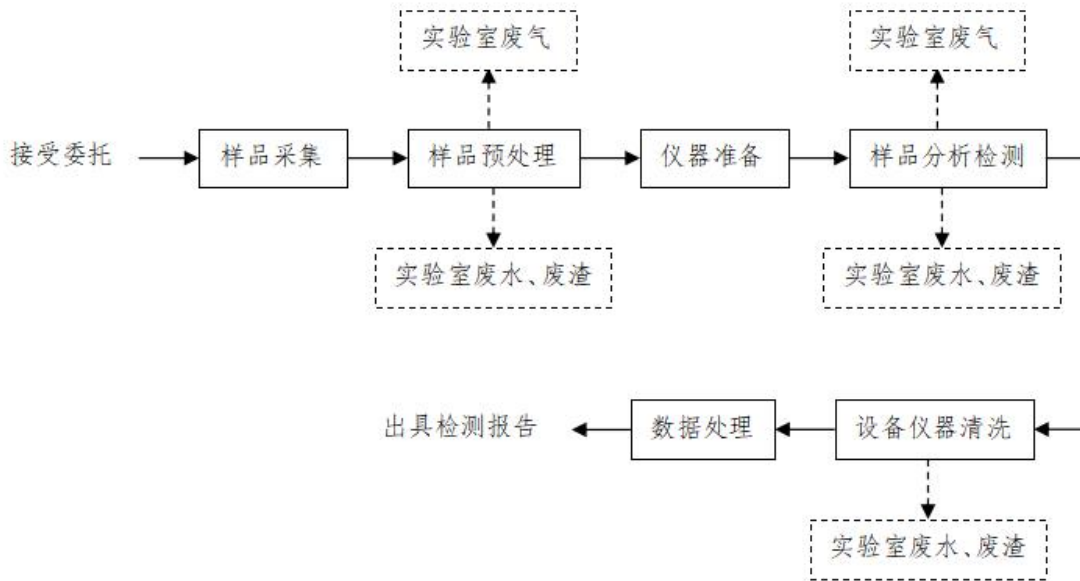 实验室废气
实验室废气
接受委托
样品采集
样品预处理
仪器准备
样品分析检测
实验室废水、废渣
实验室废水、废渣
出具检测报告
数据处理
设备仪器清洗
实验室废水、废渣